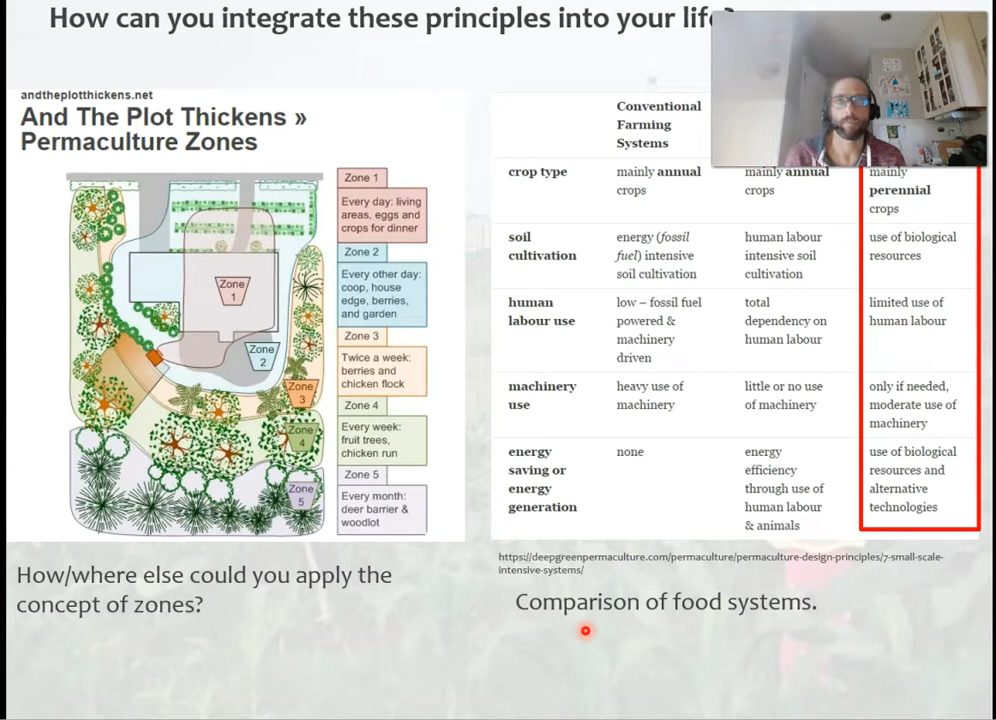 How can you integrate these principles into your life?
andtheplotthickens.net
And The Plot Thickens »
Permaculture Zones
Zone 1
Every day: living
areas, eggs and
crops for dinner
Zone 2
Every other day:
coop, house
edge, berries,
and garden
Zone 3
Twice a week:
berries and
chicken flock
Zone 4
Every week:
fruit trees,
chicken run
Zone 5
Every month:
deer barrier &
woodlot
Zone
1
Zone
2
Zone
3
Zone
4
Zone
5
How/where else could you apply the
concept of zones?
Conventional
Farming
Systems
crop type
mainly annual
crops
mainly annual
crops
mainly
perennial
crops
soil
cultivation
energy (fossil
fuel) intensive
soil cultivation
human labour
intensive soil
cultivation
use of biological
resources
human
labour use
low – fossil fuel
powered &
machinery
driven
total
dependency on
human labour
limited use of
human labour
machinery
use
heavy use of
machinery
little or no use
of machinery
only if needed,
moderate use of
machinery
energy
saving or
energy
generation
none
energy
efficiency
through use of
human labour
& animals
use of biological
resources and
alternative
technologies
https://deepgreenpermaculture.com/permaculture/permaculture-design-principles/7-small-scale-
intensive-systems/
Comparison of food systems.